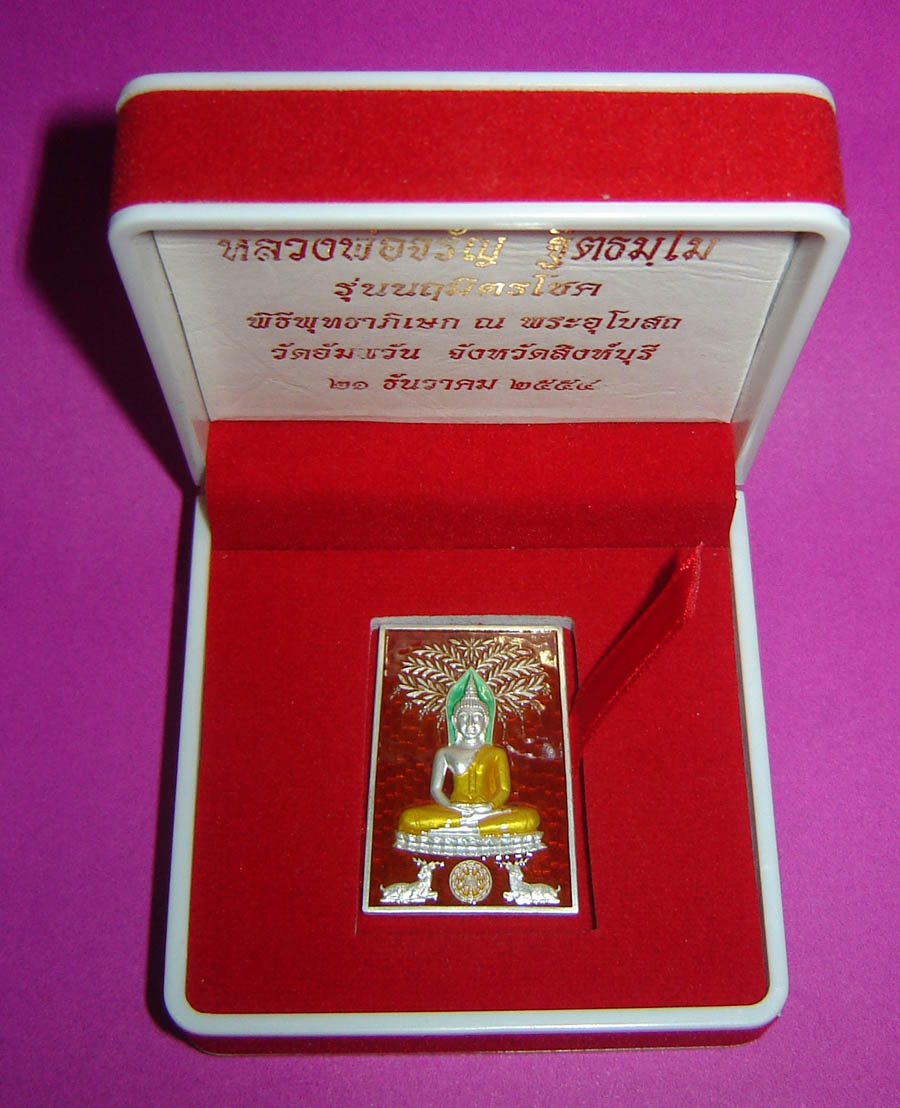 หลวงพ่อจรัญ ฐิตธมฺโม
รุ่นนฤมิตรโชค
พิธีพุทธาภิเษก ณ พระอุโบสถ
วัดอัมพวัน จังหวัดสิงห์บุรี
๒๑ ธันวาคม ๒๕๕๔